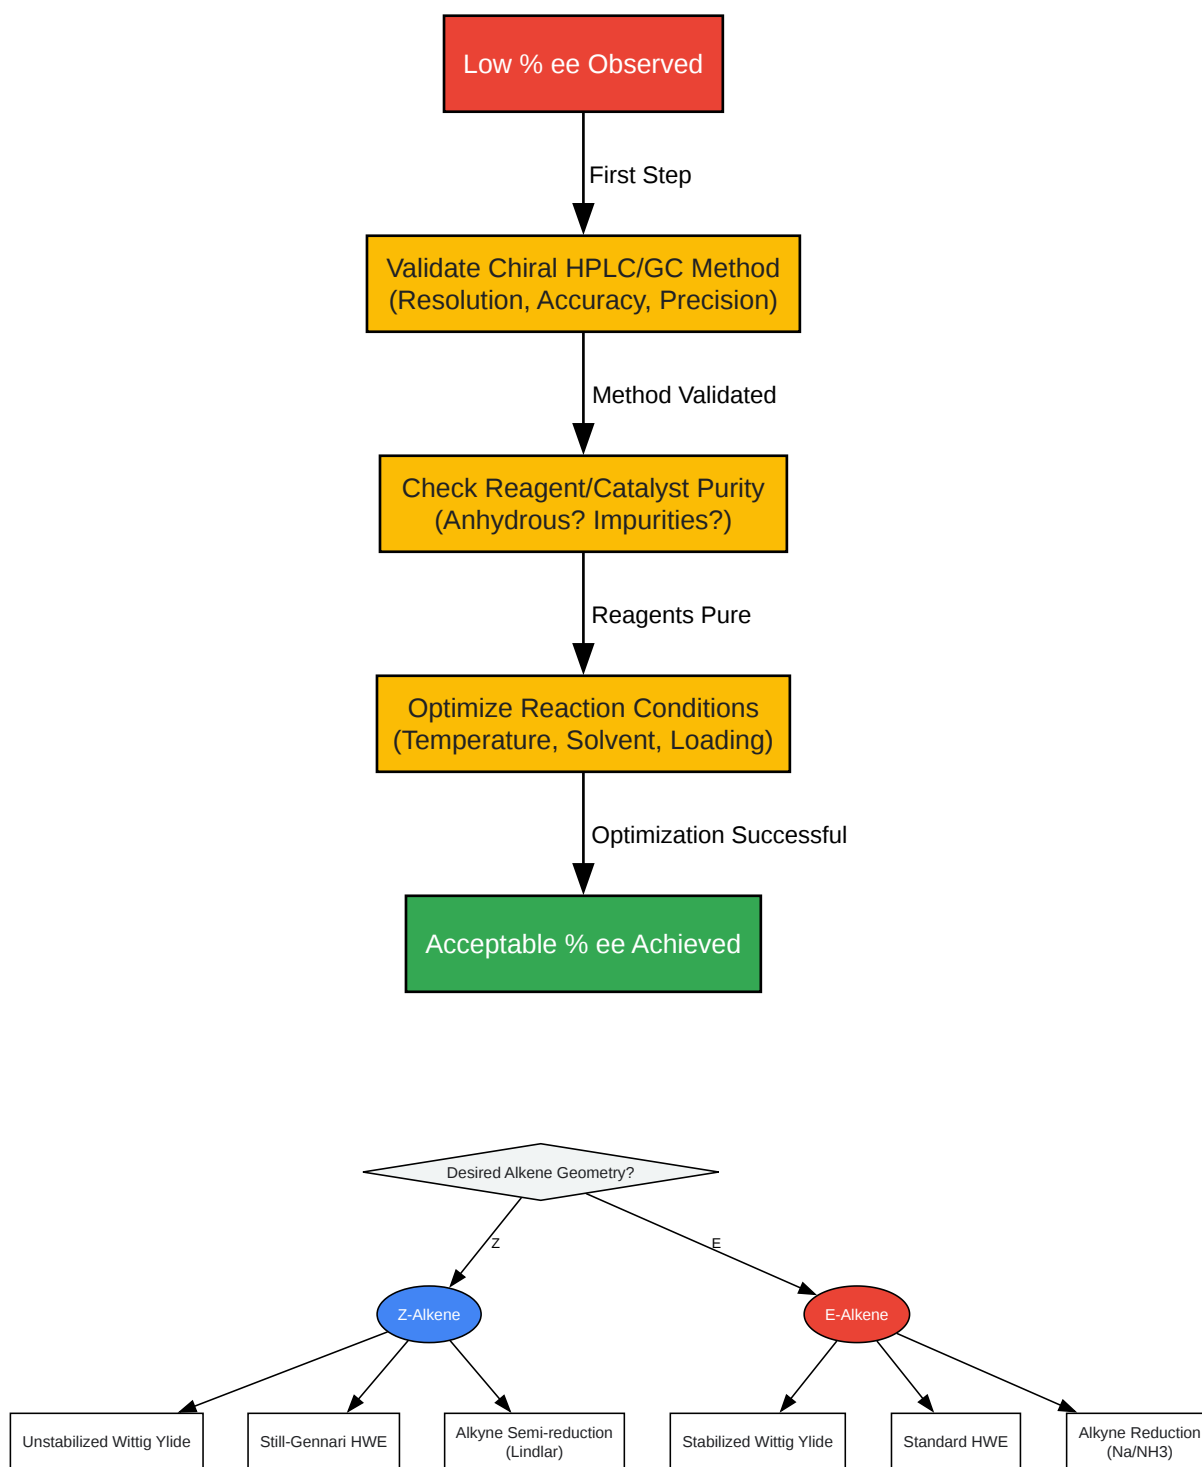 Low % ee Observed
First Step
Validate Chiral HPLC/GC Method
(Resolution, Accuracy, Precision)
Method Validated
Check Reagent/Catalyst Purity
(Anhydrous? Impurities?)
Reagents Pure
Optimize Reaction Conditions
(Temperature, Solvent, Loading)
Optimization Successful
Acceptable % ee Achieved
Desired Alkene Geometry?
Z
E
Z-Alkene
E-Alkene
Unstabilized Wittig Ylide
Still-Gennari HWE
Alkyne Semi-reduction
(Lindlar)
Stabilized Wittig Ylide
Standard HWE
Alkyne Reduction
(Na/NH3)